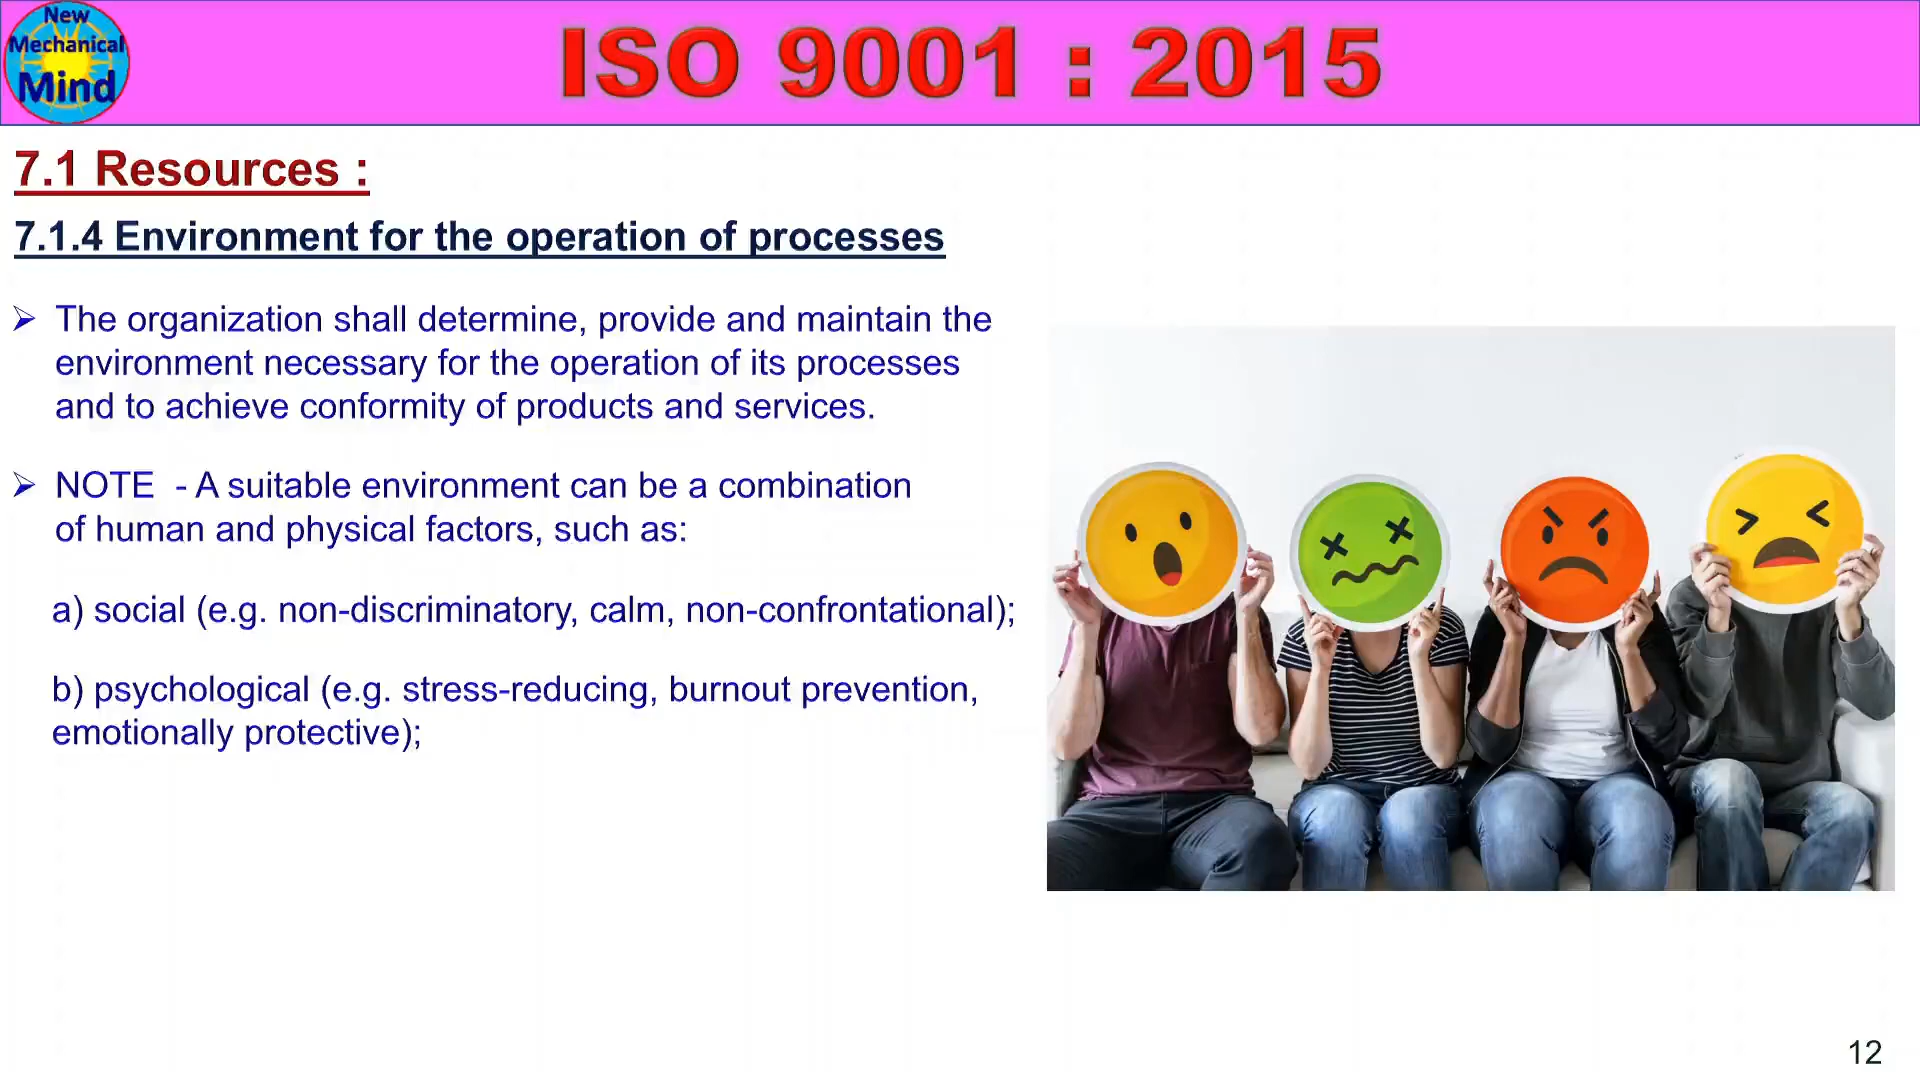 New
Mechanical
Mind
ISO 9001 : 2015
7.1 Resources :
7.1.4 Environment for the operation of processes
➢ The organization shall determine, provide and maintain the
environment necessary for the operation of its processes
and to achieve conformity of products and services.
➢ NOTE - A suitable environment can be a combination
of human and physical factors, such as:
a) social (e.g. non-discriminatory, calm, non-confrontational);
b) psychological (e.g. stress-reducing, burnout prevention,
emotionally protective);
12